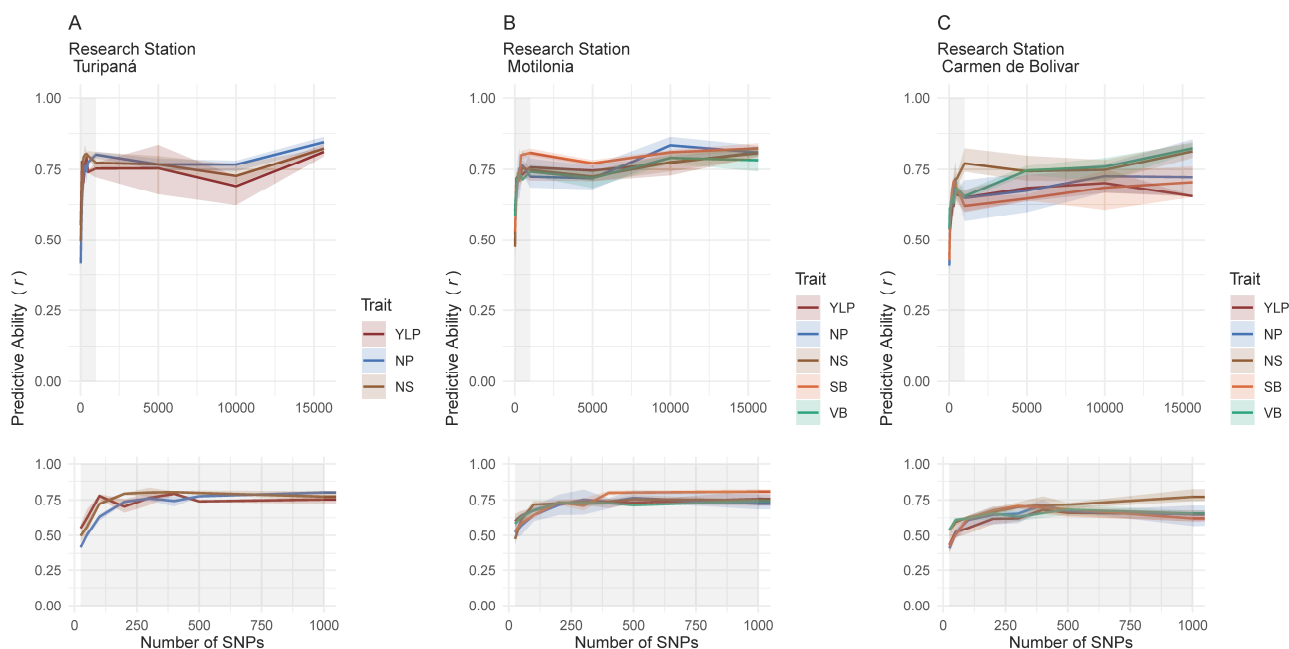 A
Research Station
Turipaná
1.00
0.75
0.50
0.25
0.00
0
5000
10000
15000
Predictive Ability (r)
Trait
YLP
NP
NS
1.00
0.75
0.50
0.25
0.00
0
250
500
750
1000
Number of SNPs
B
Research Station
Motilonia
1.00
0.75
0.50
0.25
0.00
0
5000
10000
15000
Predictive Ability (r)
Trait
YLP
NP
NS
SB
VB
1.00
0.75
0.50
0.25
0.00
0
250
500
750
1000
Number of SNPs
C
Research Station
Carmen de Bolivar
1.00
0.75
0.50
0.25
0.00
0
5000
10000
15000
Predictive Ability (r)
Trait
YLP
NP
NS
SB
VB
1.00
0.75
0.50
0.25
0.00
0
250
500
750
1000
Number of SNPs